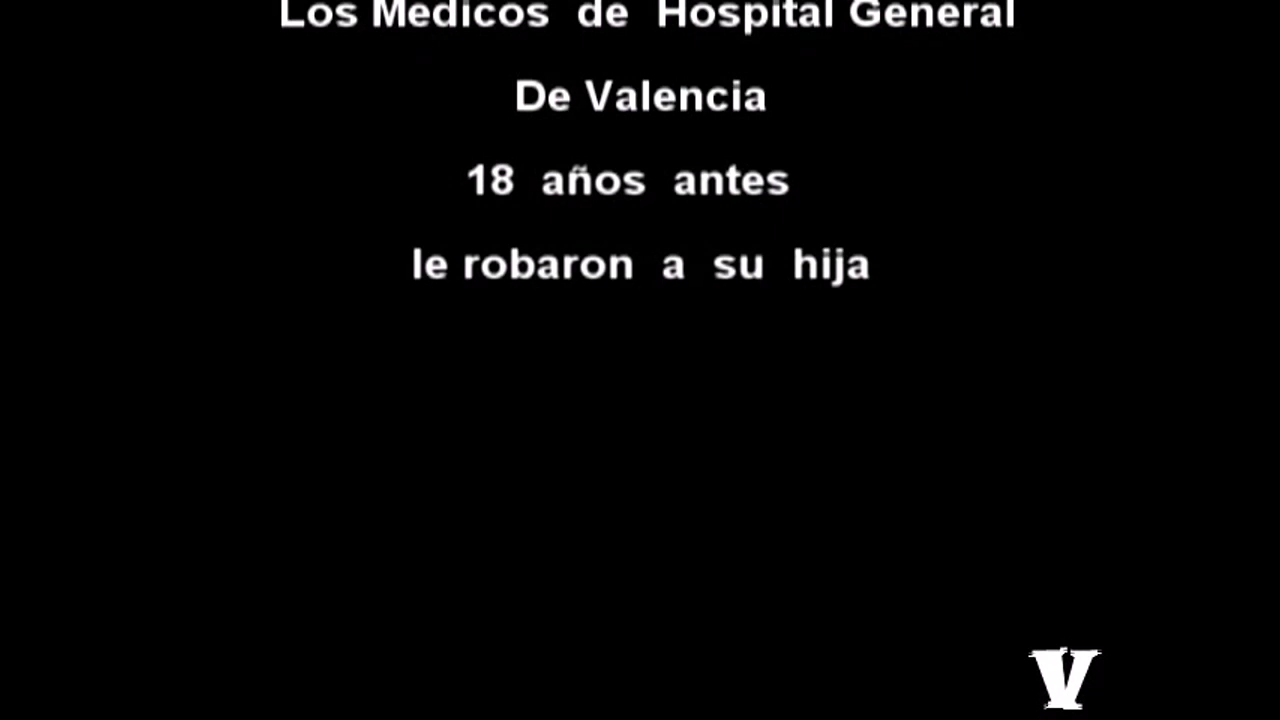 Los Medicos de Hospital General
De Valencia
18 años antes
le robaron a su hija
V